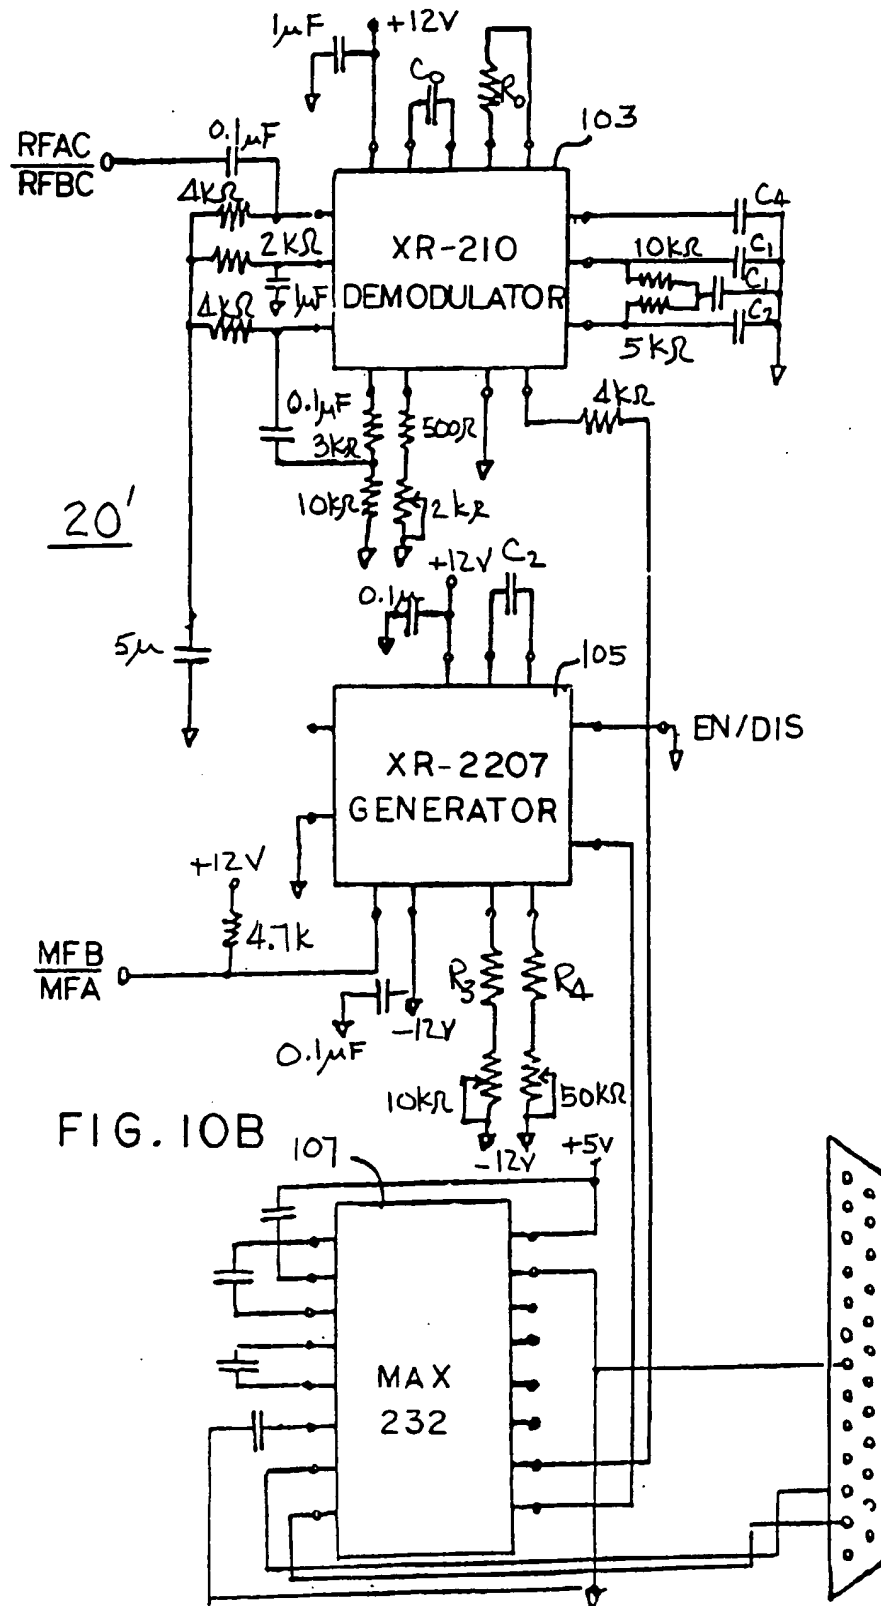 1μF
+12V
C0
R0
103
0.1μF
RFAC
RFBC
4kΩ
2kΩ
1μF
4kΩ
XR-210
DEMODULATOR
C4
10kΩ
C1
C1
C2
5kΩ
0.1μF
3kΩ
500Ω
4kΩ
10kΩ
2kΩ
20'
+12V
C2
0.1μ
5μ
105
EN/DIS
XR-2207
GENERATOR
+12V
4.7k
MFB
MFA
R3
R4
-12V
0.1μF
10kΩ
50kΩ
FIG. 10B
-12V
+5V
107
MAX
232